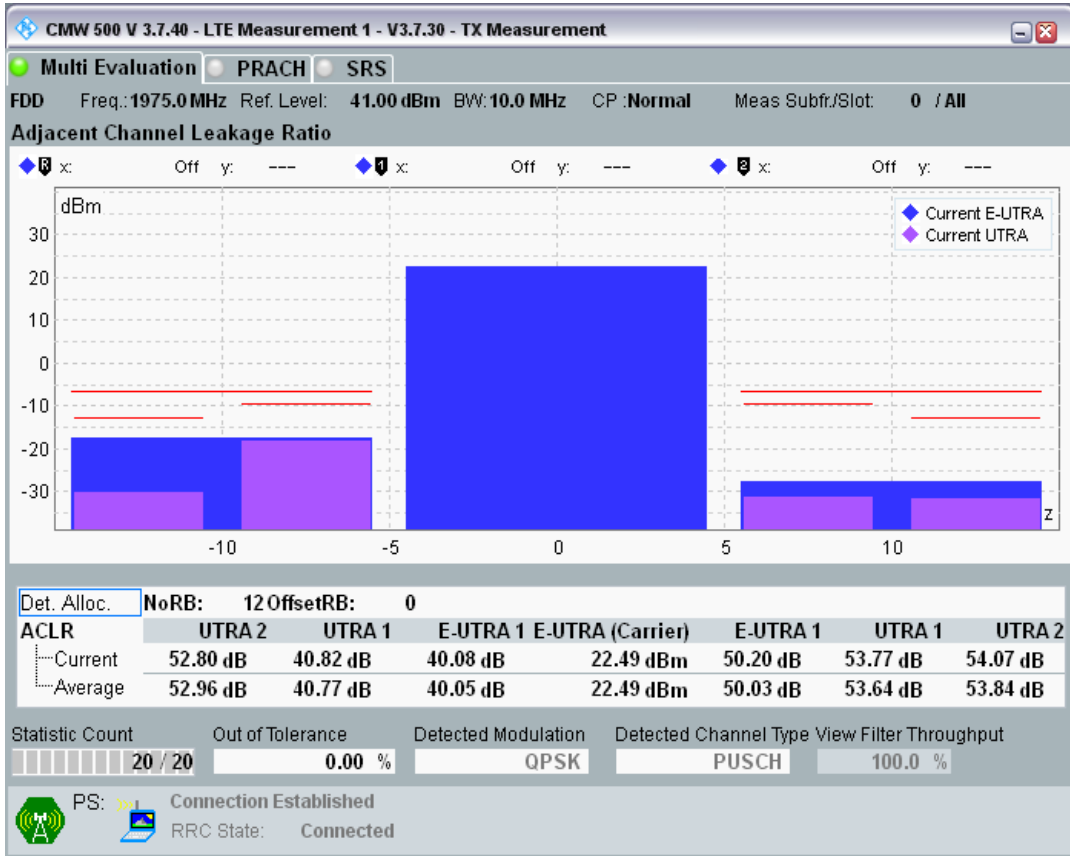 CMW 500 V 3.7.40 - LTE Measurement 1 - V3.7.30 - TX Measurement
Multi Evaluation PRACH SRS
FDD Freq.: 1975.0 MHz Ref. Level: 41.00 dBm BW: 10.0 MHz CP :Normal Meas Subfr./Slot: 0 / All
Adjacent Channel Leakage Ratio
R x: Off y: --- 1 x: Off y: --- 2 x: Off y: ---
dBm
Current E-UTRA
Current UTRA
30
20
10
0
-10
-20
-30
z
-10 -5 0 5 10
Det. Alloc. NoRB: 12 OffsetRB: 0
ACLR UTRA 2 UTRA 1 E-UTRA 1 E-UTRA (Carrier) E-UTRA 1 UTRA 1 UTRA 2
Current 52.80 dB 40.82 dB 40.08 dB 22.49 dBm 50.20 dB 53.77 dB 54.07 dB
Average 52.96 dB 40.77 dB 40.05 dB 22.49 dBm 50.03 dB 53.64 dB 53.84 dB
Statistic Count Out of Tolerance Detected Modulation Detected Channel Type View Filter Throughput
20 / 20 0.00 % QPSK PUSCH 100.0 %
PS: Connection Established
RRC State: Connected